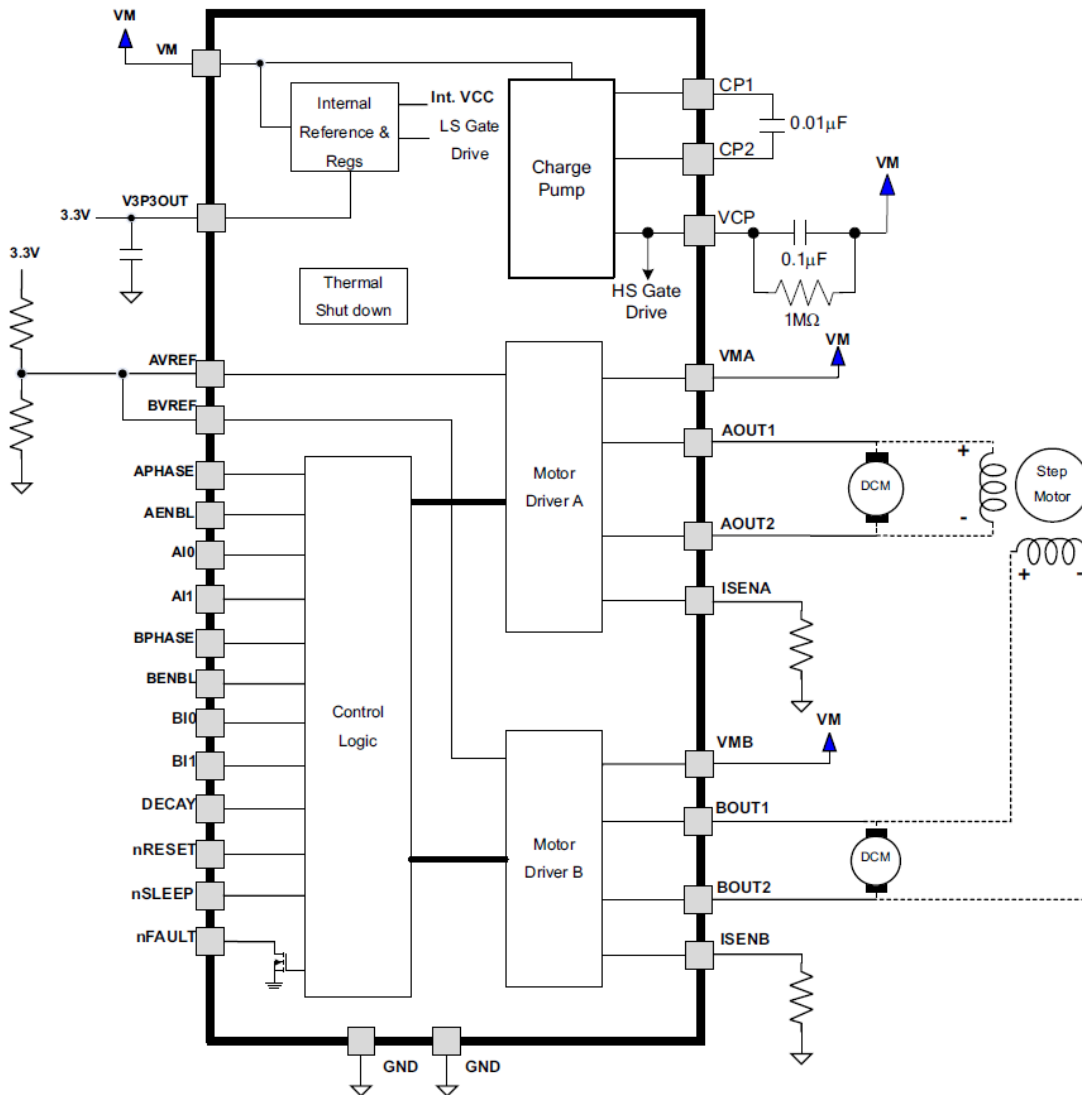 VM
VM
Internal
Reference &
Regs
Int. VCC
LS Gate
Drive
Charge
Pump
CP1
0.01μF
CP2
VM
V3P3OUT
3.3V
3.3V
VCP
0.1μF
1MΩ
HS Gate
Drive
Thermal
Shut down
VM
AVREF
VMA
BVREF
AOUT1
APHASE
Motor
Driver A
+
DCM
Step
Motor
AENBL
-
AOUT2
AI0
+
-
AI1
ISENA
BPHASE
BENBL
Control
Logic
BI0
VM
VMB
BI1
DECAY
BOUT1
Motor
Driver B
DCM
nRESET
nSLEEP
BOUT2
nFAULT
ISENB
GND
GND